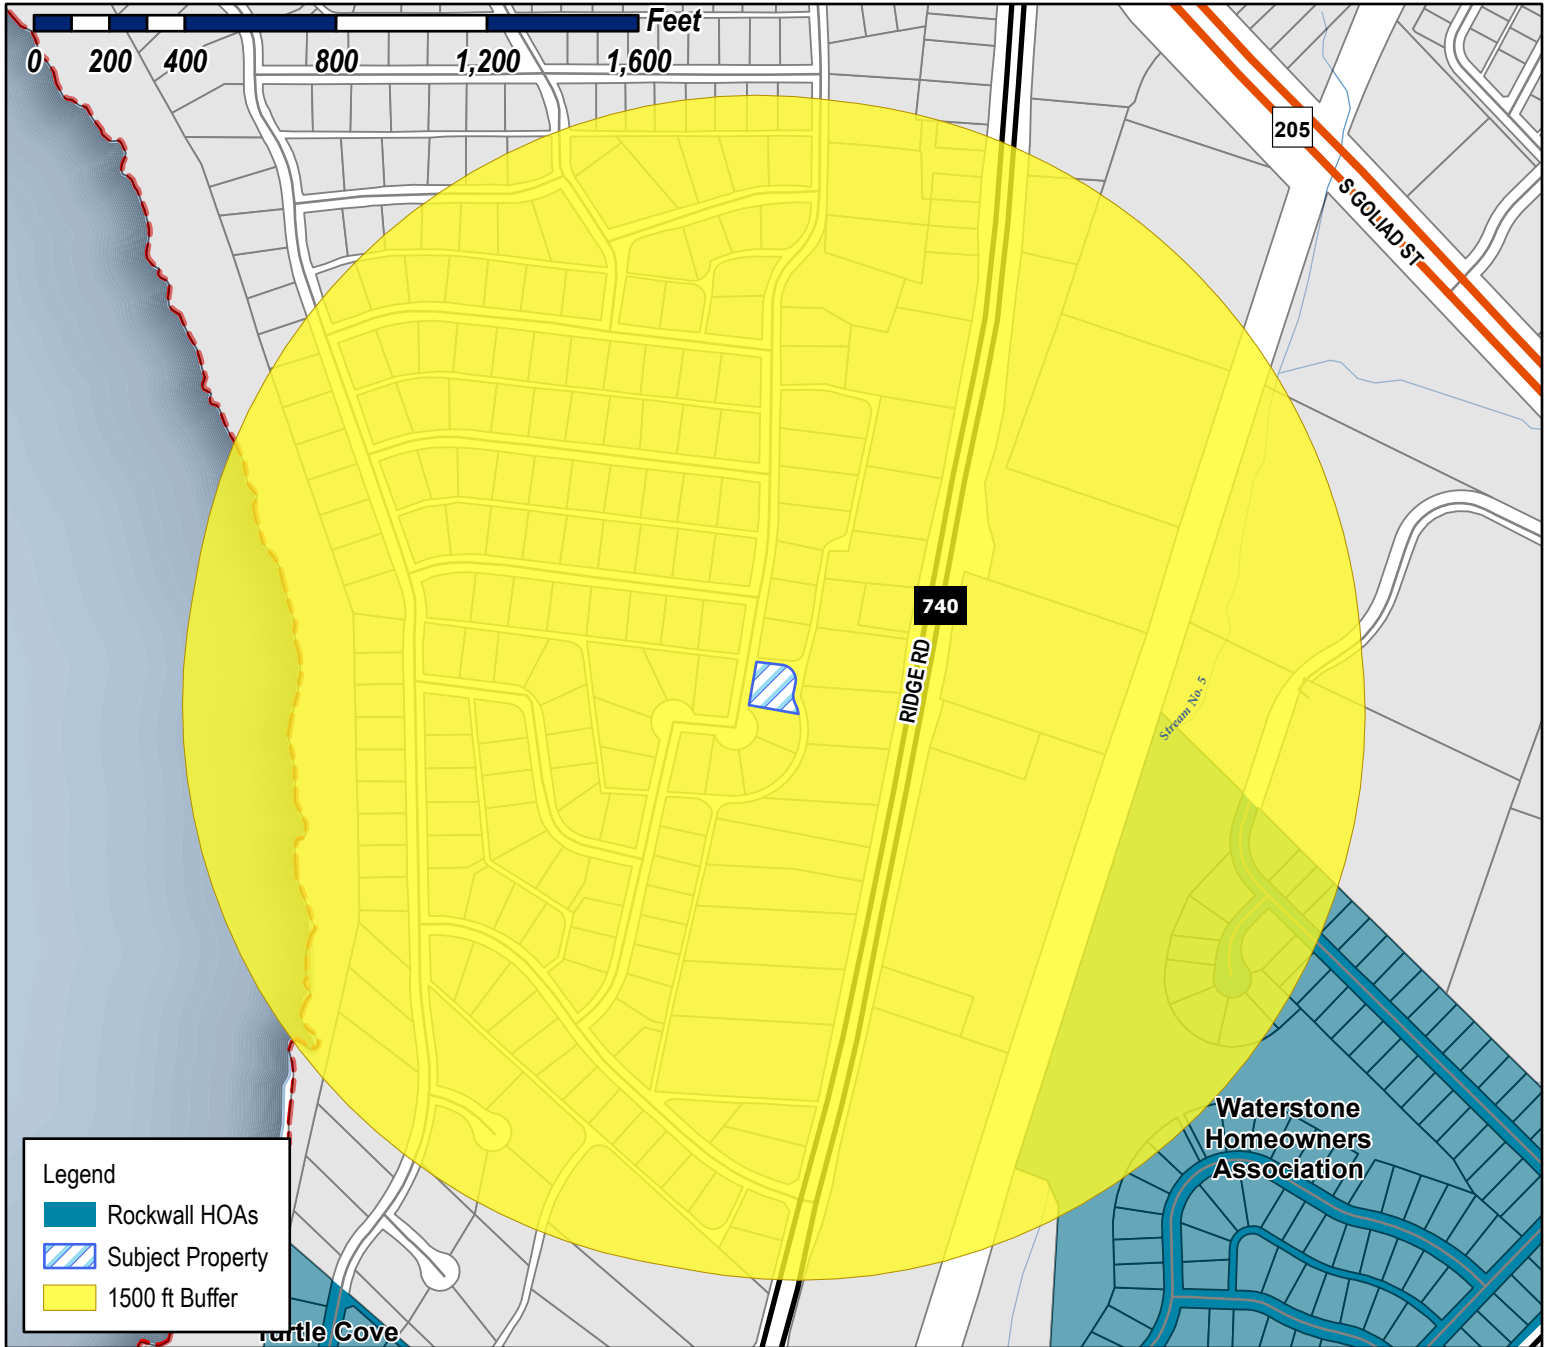 Feet
0 200 400 800 1,200 1,600
205
S GOLIAD ST
740
RIDGE RD
Stream No. 5
Waterstone
Homeowners
Association
Legend
Rockwall HOAs
Subject Property
1500 ft Buffer
Turtle Cove